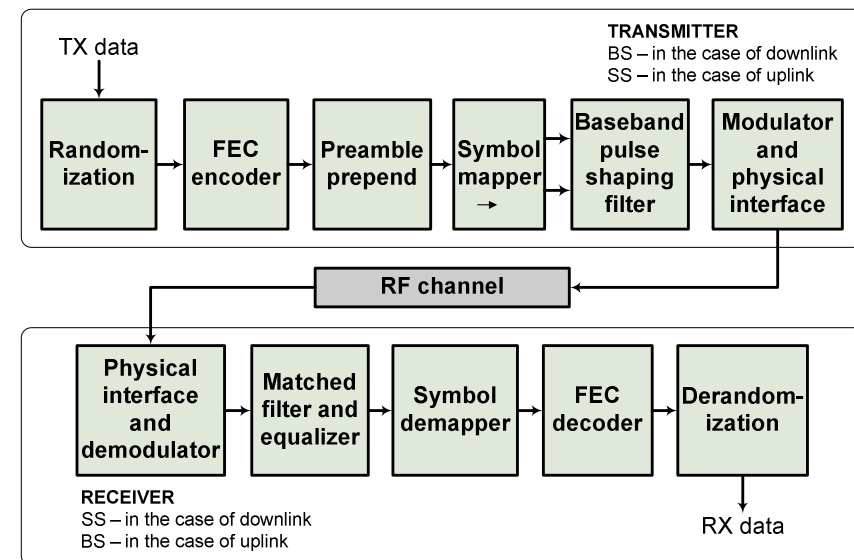 TX data
TRANSMITTER
BS – in the case of downlink
SS – in the case of uplink
Random-
ization
FEC
encoder
Preamble
prepend
Symbol
mapper
Baseband
pulse
shaping
filter
Modulator
and
physical
interface
RF channel
Physical
interface
and
demodulator
Matched
filter and
equalizer
Symbol
demapper
FEC
decoder
Derandom-
ization
RECEIVER
SS – in the case of downlink
BS – in the case of uplink
RX data